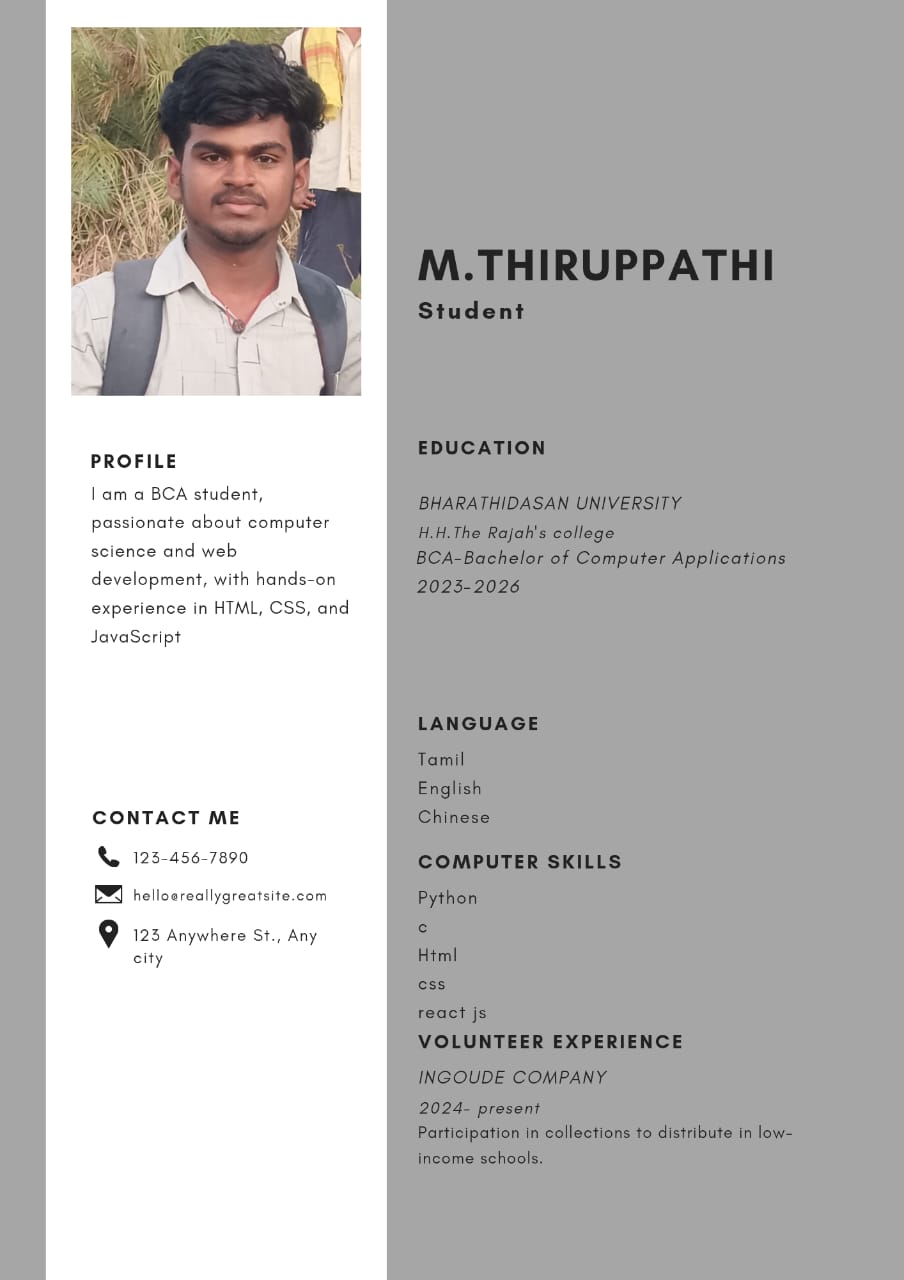 M.THIRUPPATHI
Student
PROFILE
I am a BCA student,
passionate about computer
science and web
development, with hands-on
experience in HTML, CSS, and
JavaScript
CONTACT ME
123-456-7890
hello@reallygreatsite.com
123 Anywhere St., Any
city
EDUCATION
BHARATHIDASAN UNIVERSITY
H.H.The Rajah's college
BCA-Bachelor of Computer Applications
2023-2026
LANGUAGE
Tamil
English
Chinese
COMPUTER SKILLS
Python
c
Html
css
react js
VOLUNTEER EXPERIENCE
INGOUDE COMPANY
2024- present
Participation in collections to distribute in low-
income schools.